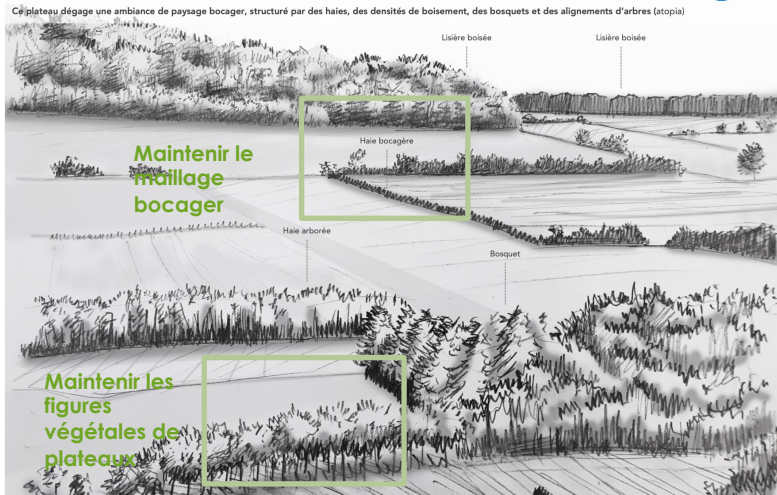 Ce plateau dégage une ambiance de paysage bocager, structuré par des haies, des densités de boisement, des bosquets et des alignements d'arbres (atopia)
Lisière boisée
Lisière boisée
Haie bocagère
Maintenir le
maillage
bocager
Haie arborée
Bosquet
Maintenir les
figures
végétales de
plateaux